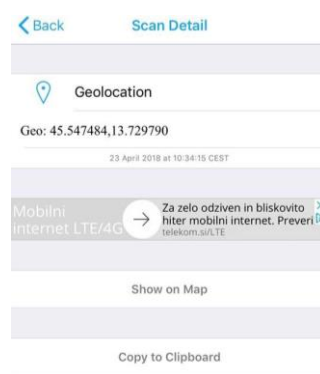 Back Scan Detail
Geolocation
Geo: 45.547484,13.729790
23 April 2018 at 10:34:15 CEST
Mobilni
internet LTE/4G
Za zelo odziven in bliskovito
hiter mobilni internet. Preveri
telekom.si/LTE
Show on Map
Copy to Clipboard